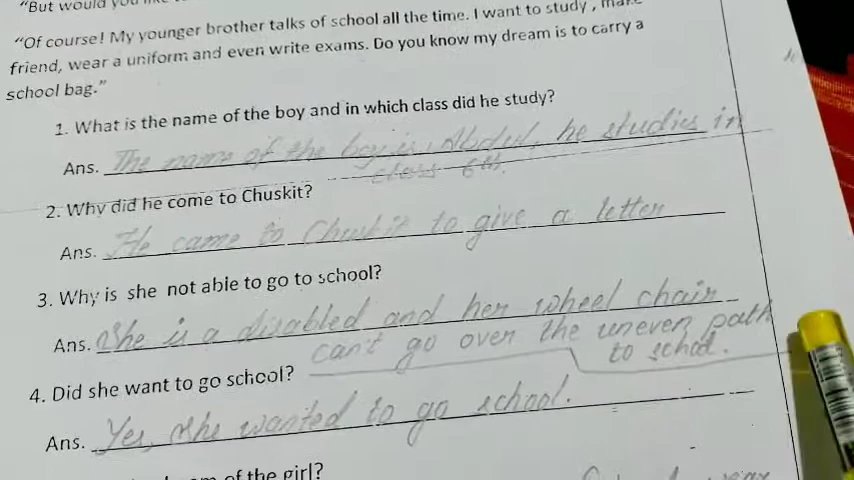 "But would you like
"Of course! My younger brother talks of school all the time. I want to study, make
friend, wear a uniform and even write exams. Do you know my dream is to carry a
school bag."
1. What is the name of the boy and in which class did he study?
Ans. The name of the boy is Abdul, he studies in
class 6th.
2. Why did he come to Chuskit?
Ans. He came to Chuskit to give a letter
3. Why is she not able to go to school?
Ans. She is a disabled and her wheel chair
can't go over the uneven path
to school.
4. Did she want to go school?
Ans. Yes, she wanted to go school.
of the girl?